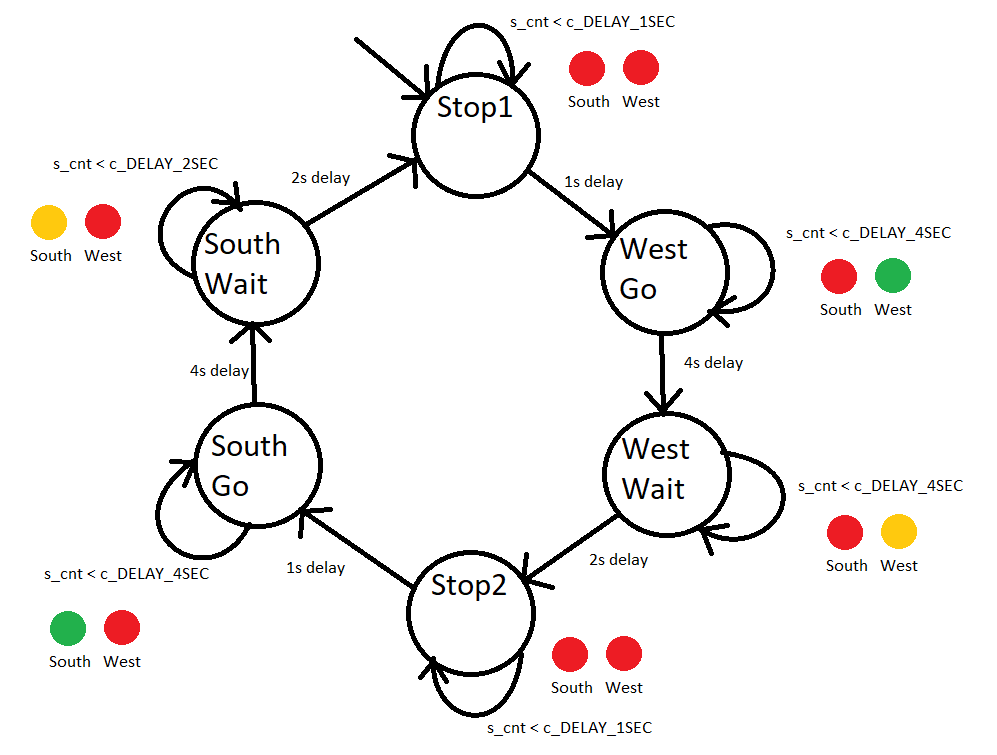 s_cnt < c_DELAY_1SEC
Stop1
South West
2s delay
1s delay
s_cnt < c_DELAY_2SEC
South West
South
Wait
West
Go
s_cnt < c_DELAY_4SEC
South West
4s delay
4s delay
South
Go
West
Wait
s_cnt < c_DELAY_4SEC
South West
s_cnt < c_DELAY_4SEC
South West
1s delay
2s delay
Stop2
South West
s_cnt < c_DELAY_1SEC